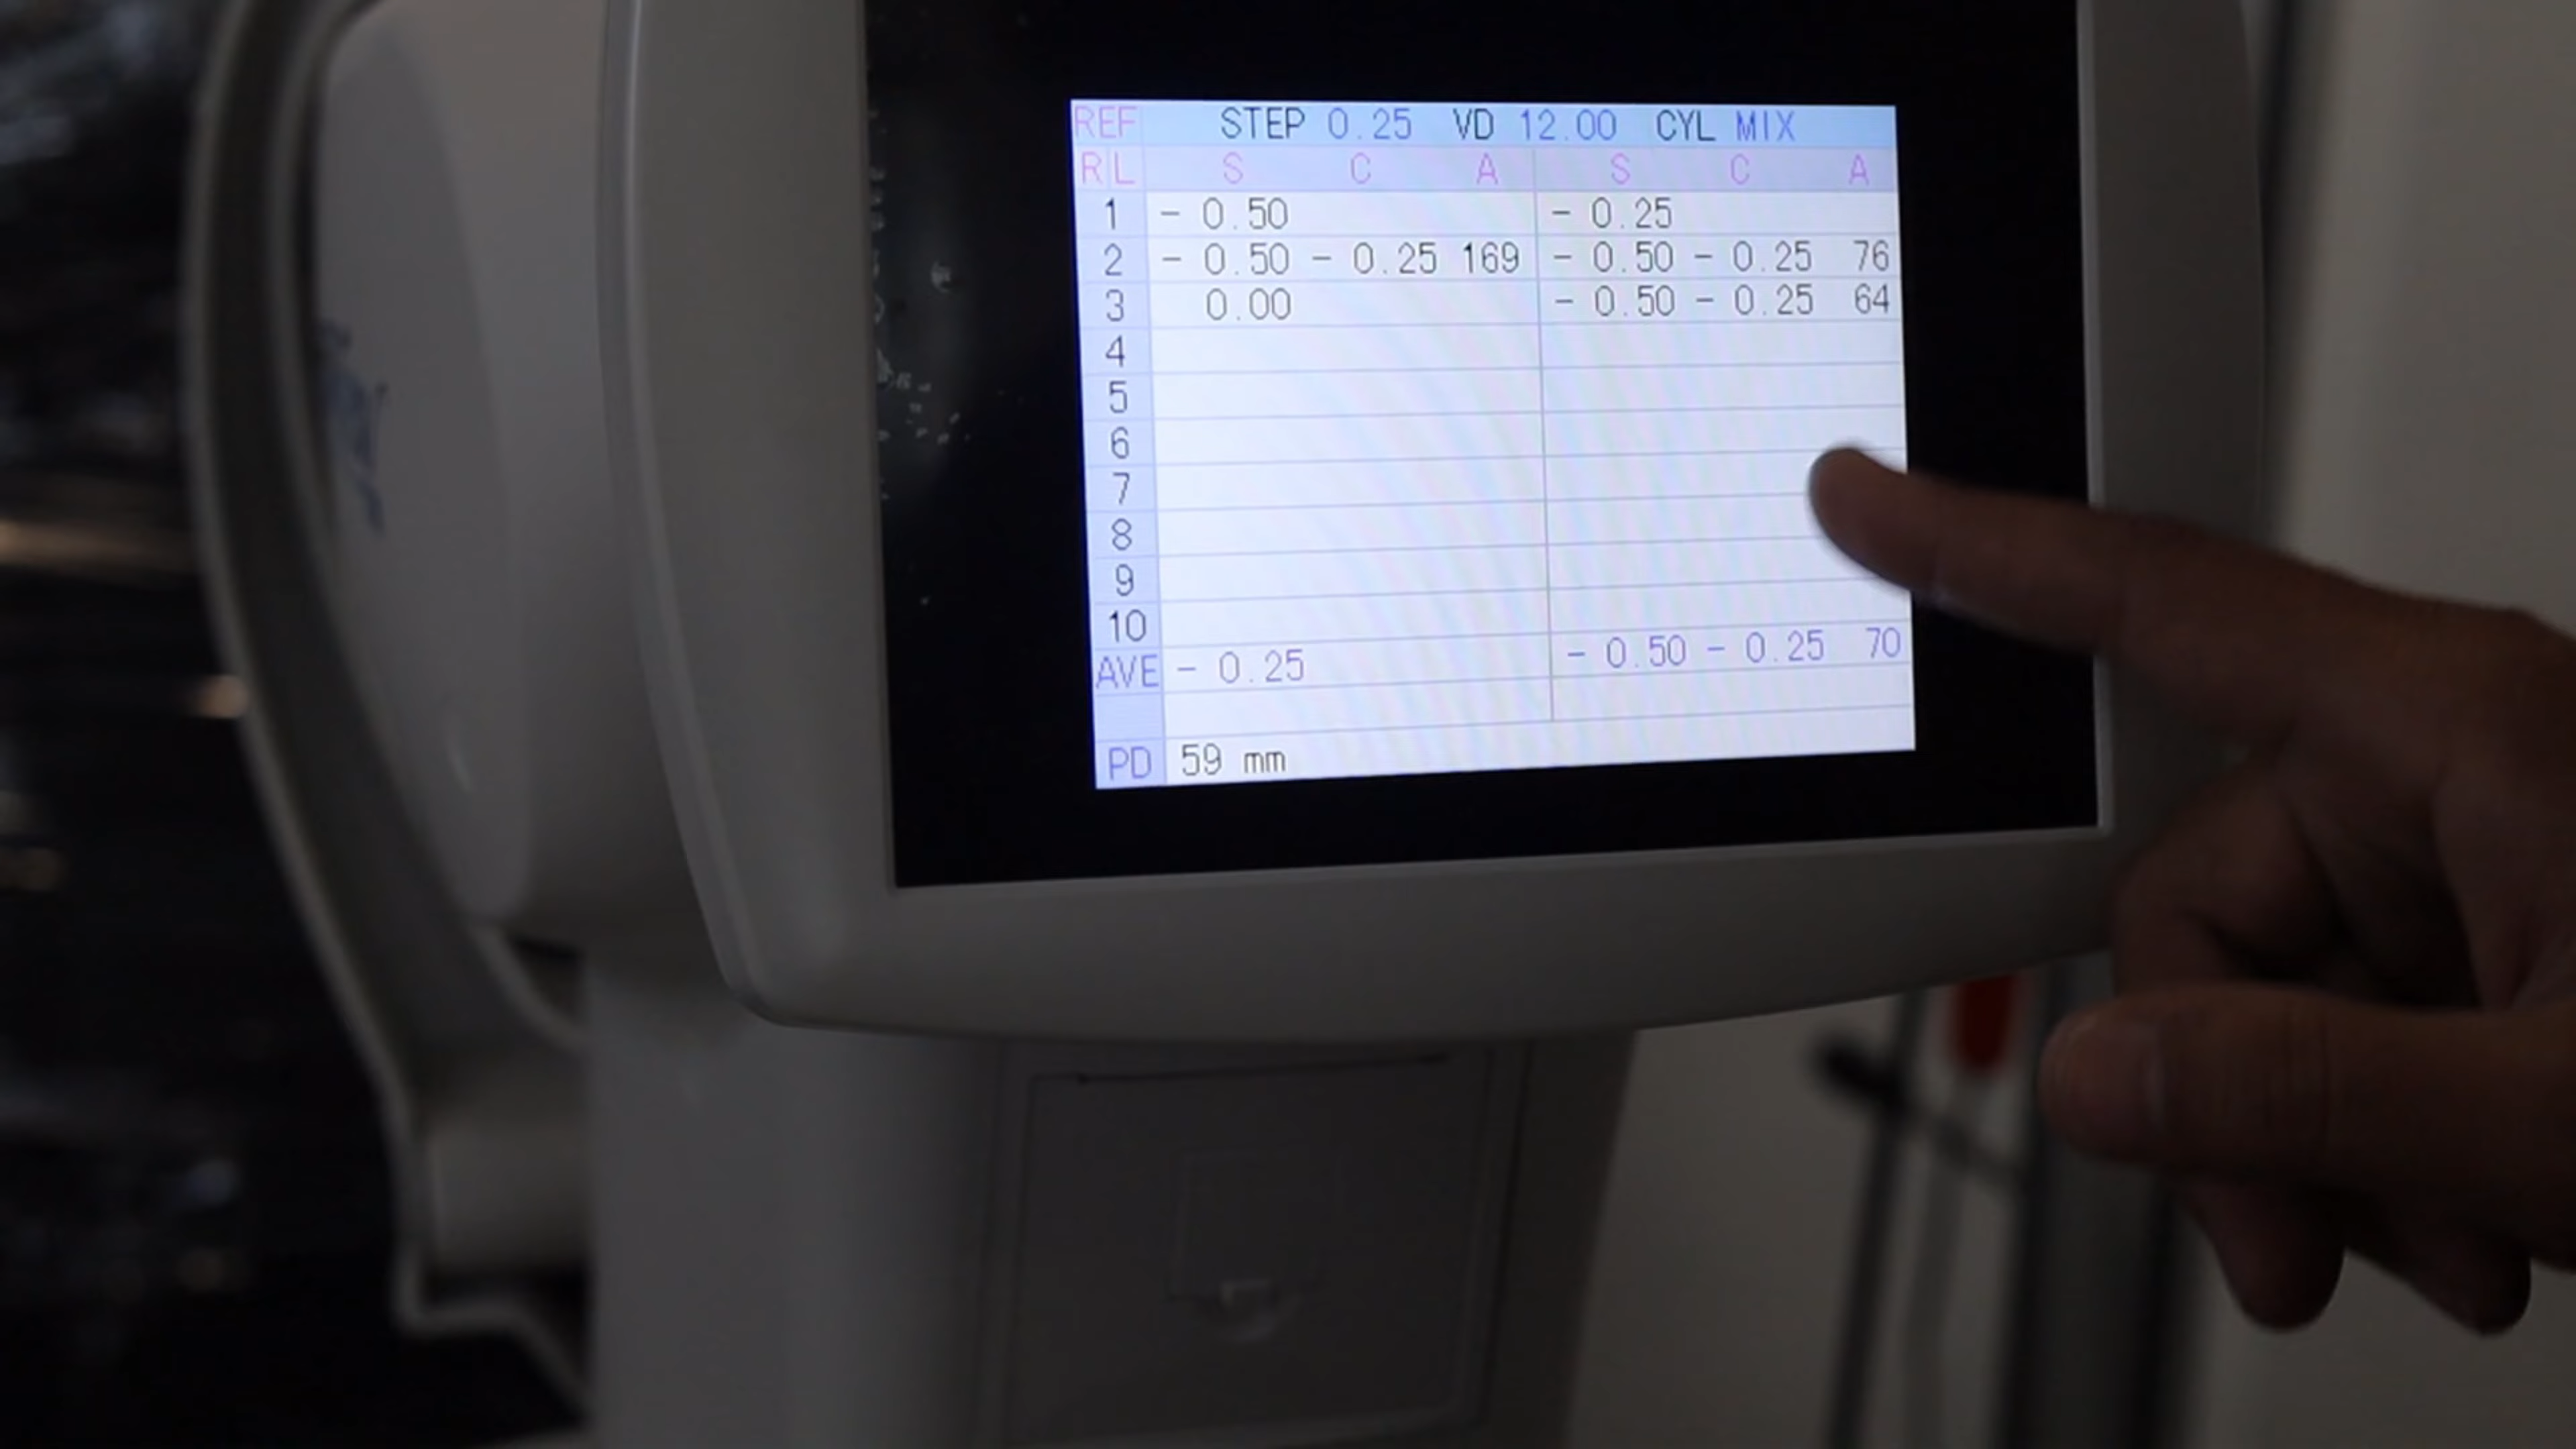 REF STEP 0.25 VD 12.00 CYL MIX
R L S C A S C A
1 - 0.50 - 0.25
2 - 0.50 - 0.25 169 - 0.50 - 0.25 76
3 0.00 - 0.50 - 0.25 64
4
5
6
7
8
9
10
AVE - 0.25 - 0.50 - 0.25 70
PD 59 mm